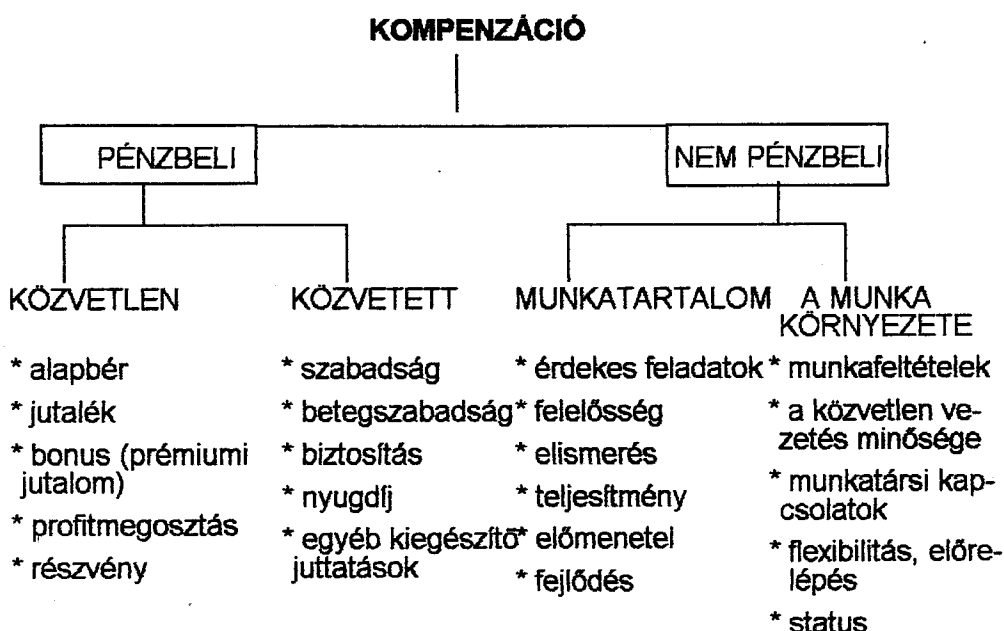 KOMPENZÁCIÓ
PÉNZBELI
NEM PÉNZBELI
KÖZVETLEN
* alapbér
* jutalék
* bonus (prémiumi
jutalom)
* profitmegosztás
* részvény
KÖZVETETT
* szabadság
* betegszabadság
* biztosítás
* nyugdíj
* egyéb kiegészítő
juttatások
MUNKATARTALOM
* érdekes feladatok
* felelősség
* elismerés
* teljesítmény
* előmenetel
* fejlődés
A MUNKA
KÖRNYEZETE
* munkafeltételek
* a közvetlen ve-
zetés minősége
* munkatársi kap-
csolatok
* flexibilitás, előre-
lépés
* status